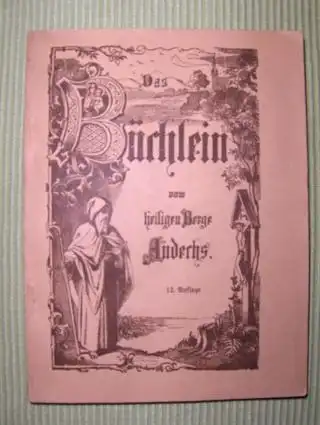 Das
Büchlein
vom
heiligen Berge
Andechs.
12. Auflage